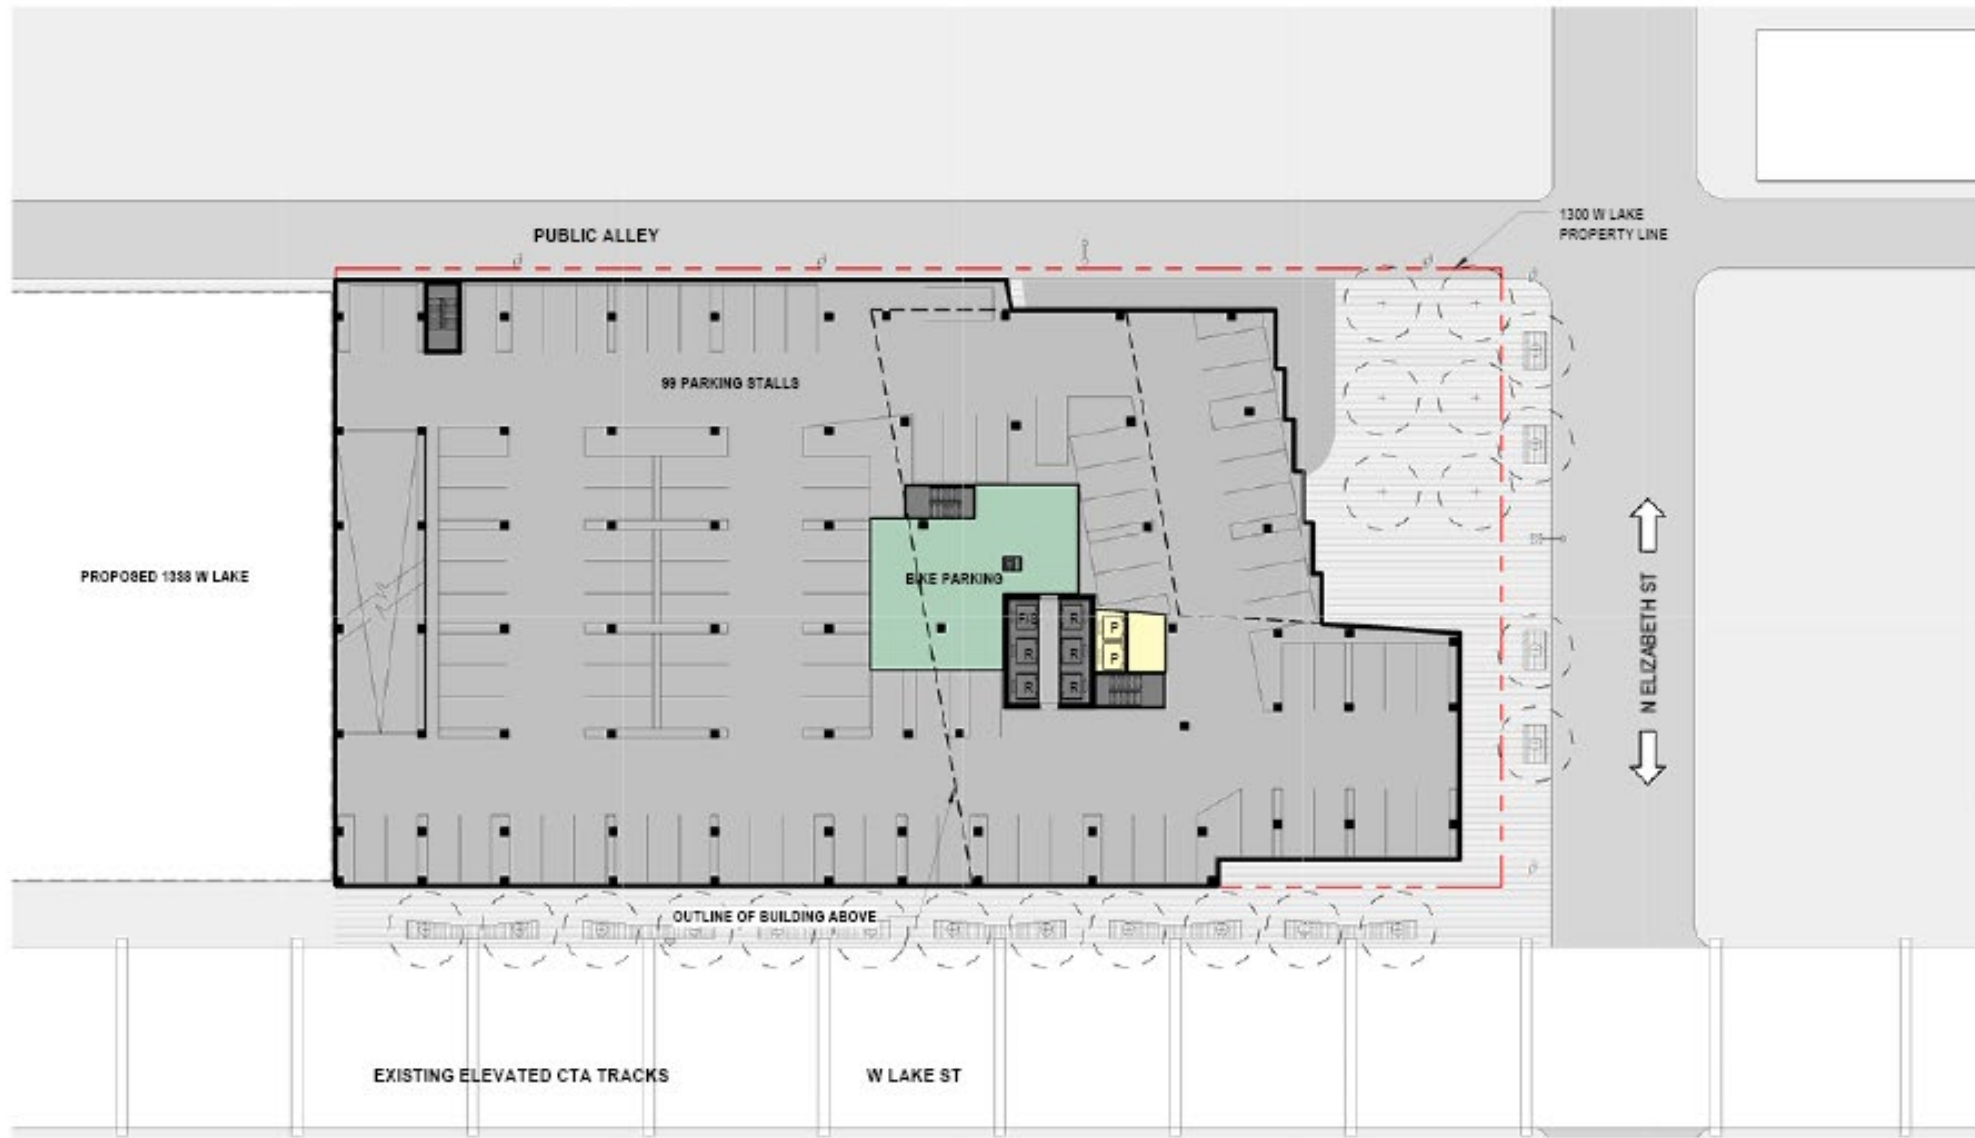 PUBLIC ALLEY
1300 W LAKE
PROPERTY LINE
99 PARKING STALLS
PROPOSED 1388 W LAKE
BIKE PARKING
R
P
R
R
P
R
R
N ELIZABETH ST
OUTLINE OF BUILDING ABOVE
EXISTING ELEVATED CTA TRACKS
W LAKE ST